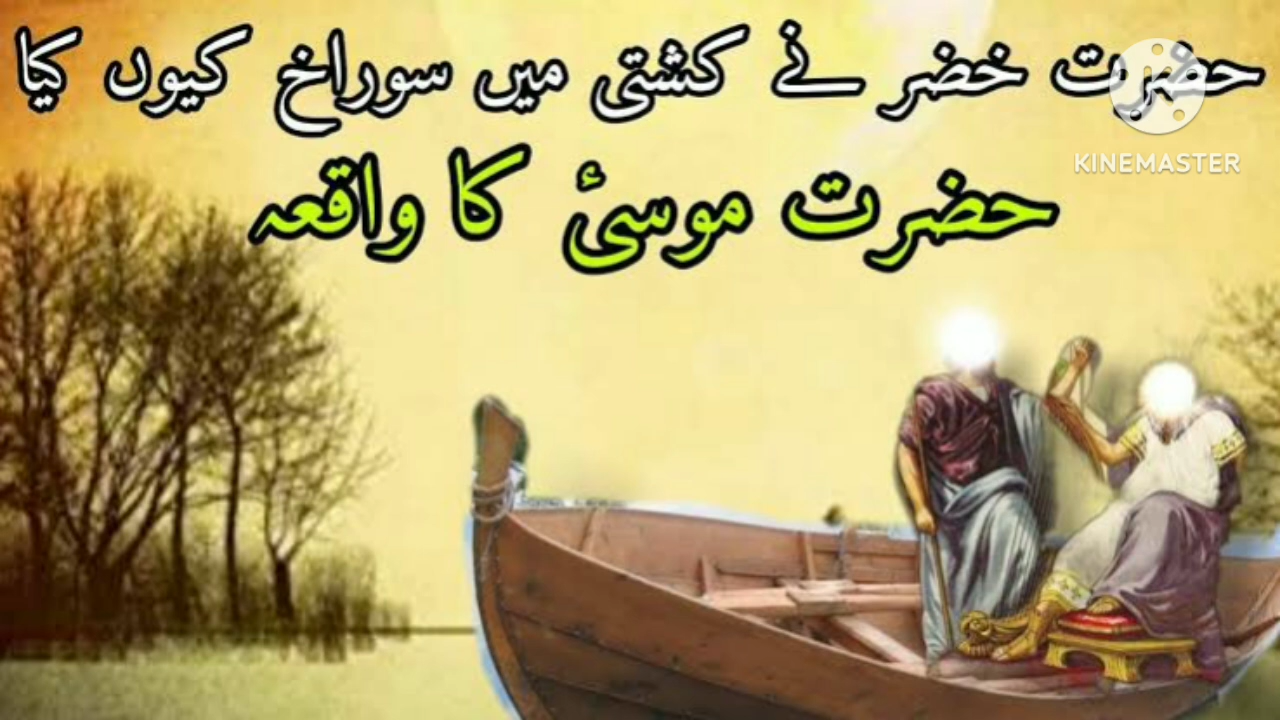 حضرت خضر نے کشتی میں سوراخ کیوں کیا
حضرت موسیٰؑ کا واقعہ
KINEMASTER